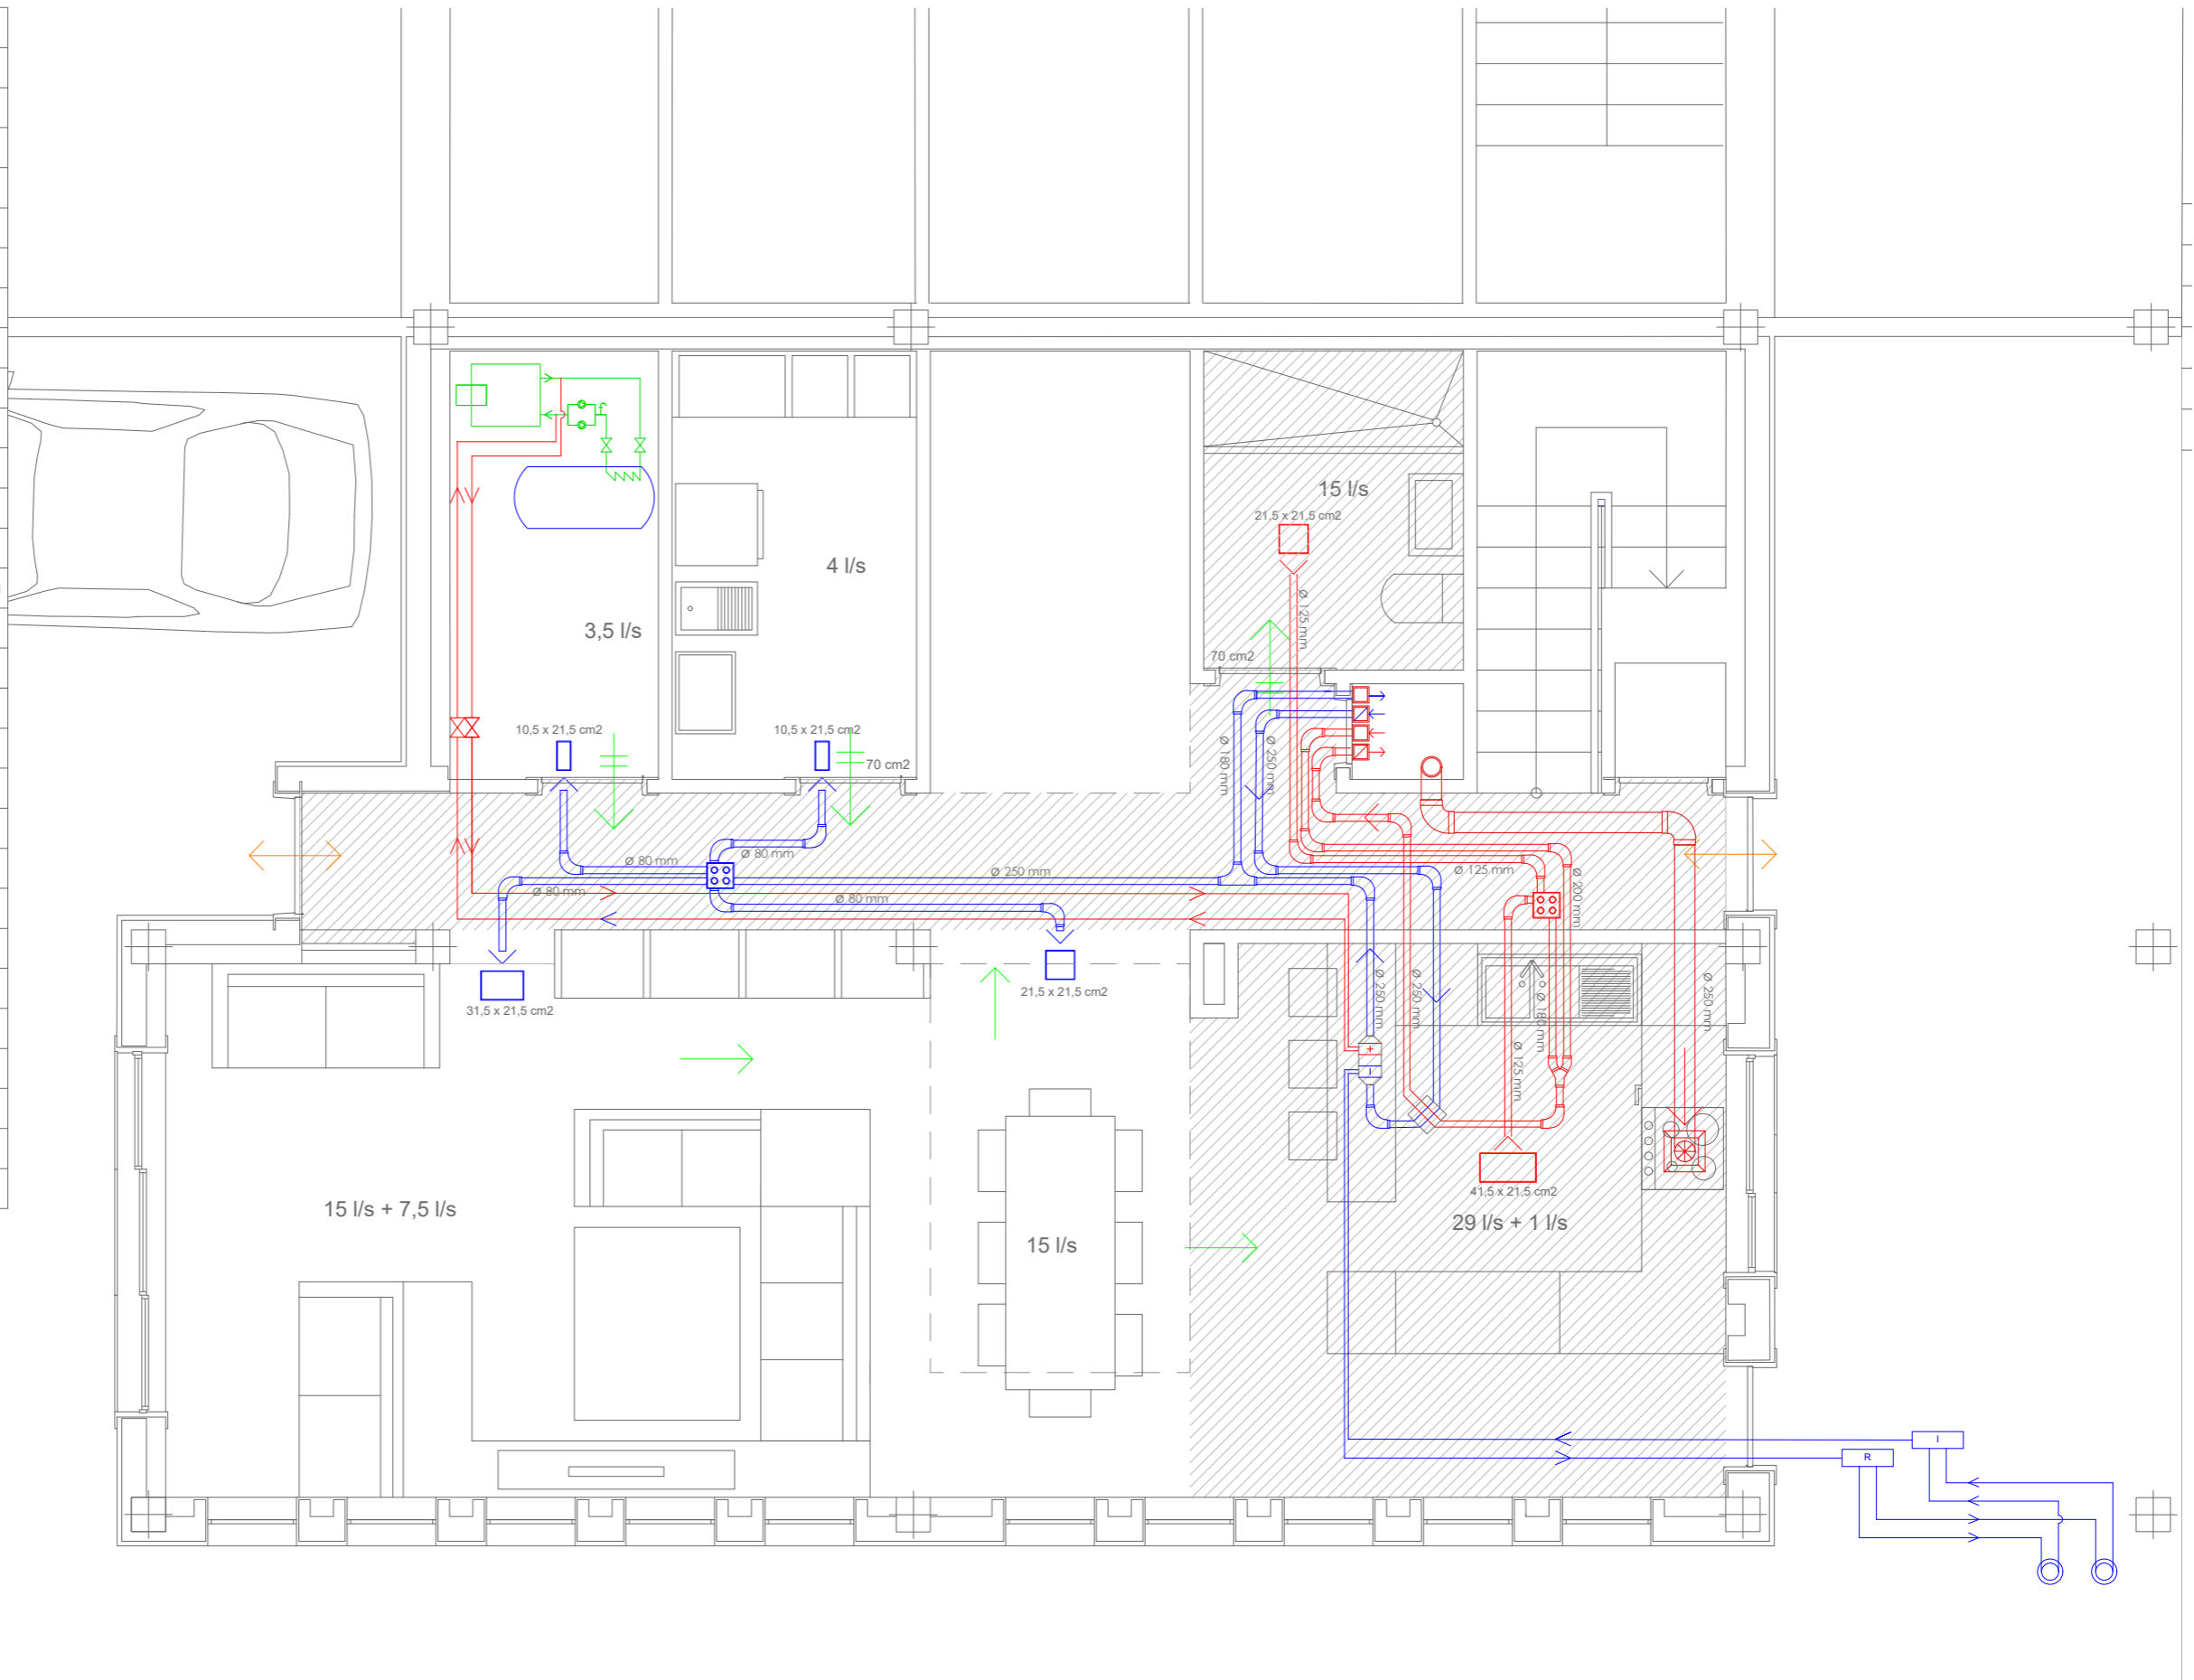 f
15 l/s
21,5 x 21,5 cm2
4 l/s
Ø 125 mm
3,5 l/s
70 cm2
10,5 x 21,5 cm2
10,5 x 21,5 cm2
70 cm2
Ø 180 mm
Ø 250 mm
Ø 80 mm
Ø 80 mm
Ø 250 mm
Ø 125 mm
Ø 200 mm
Ø 80 mm
Ø 80 mm
31,5 x 21,5 cm2
21,5 x 21,5 cm2
Ø 250 mm
Ø 250 mm
Ø 180 mm
Ø 250 mm
+
I
Ø 125 mm
41,5 x 21,5 cm2
15 l/s + 7,5 l/s
15 l/s
29 l/s + 1 l/s
I
R